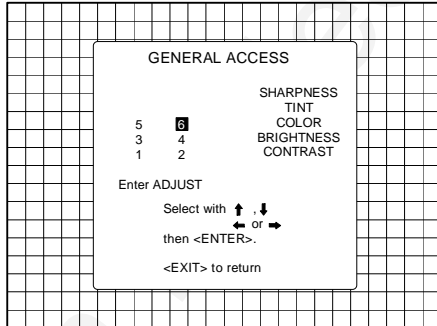 GENERAL ACCESS
SHARPNESS
TINT
5 6 COLOR
3 4 BRIGHTNESS
1 2 CONTRAST
Enter ADJUST
Select with ↑ , ↓
← or →
then <ENTER>.
<EXIT> to return